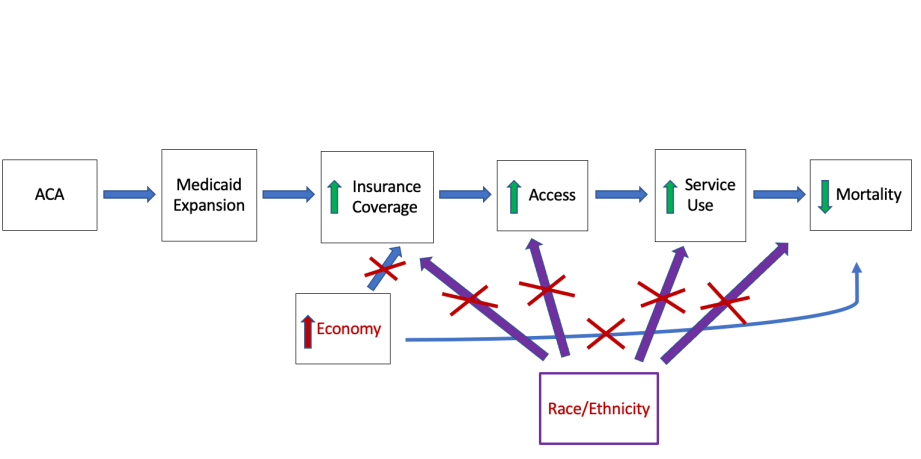 ACA
Medicaid
Expansion
Insurance
Coverage
Access
Service
Use
Mortality
Economy
Race/Ethnicity